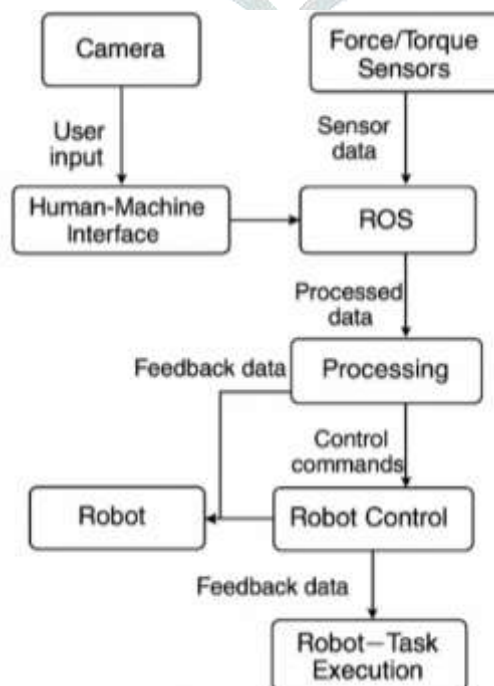 Camera
Force/Torque
Sensors
User
input
Sensor
data
Human-Machine
Interface
ROS
Processed
data
Feedback data
Processing
Control
commands
Robot
Robot Control
Feedback data
Robot–Task
Execution